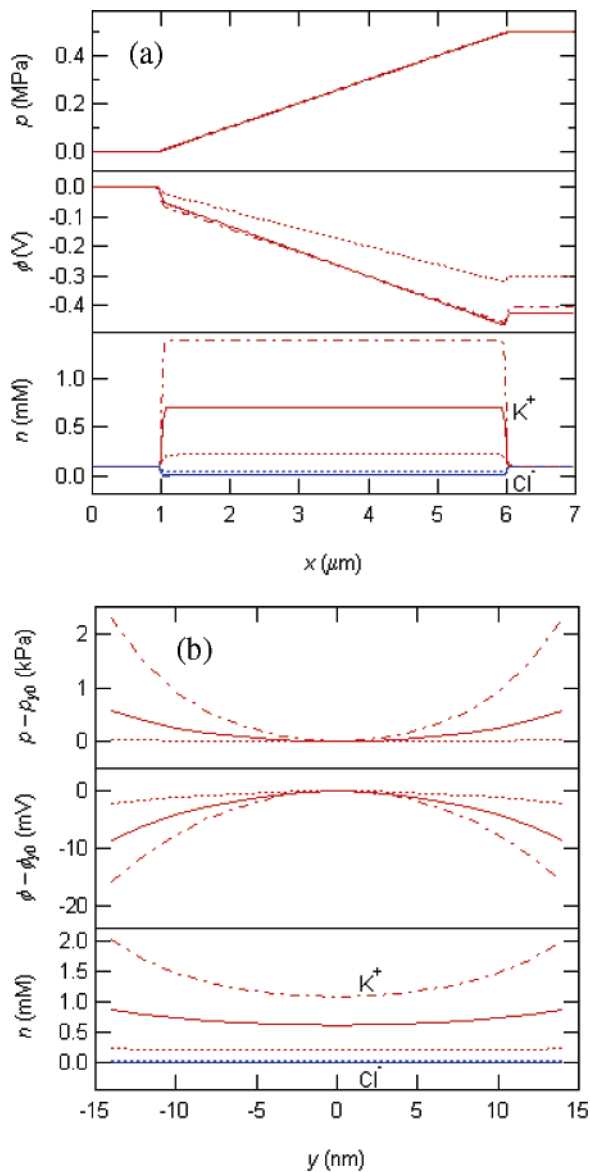 (a)
p (MPa)
0.4
0.2
0.0
ϕ (V)
0.0
-0.1
-0.2
-0.3
-0.4
n (mM)
1.0
0.5
0.0
K+
Cl-
0 1 2 3 4 5 6 7
x (μm)
(b)
p − py0 (kPa)
2
1
0
ϕ − ϕy0 (mV)
0
-10
-20
n (mM)
2.0
1.5
1.0
0.5
0.0
K+
Cl-
-15 -10 -5 0 5 10 15
y (nm)